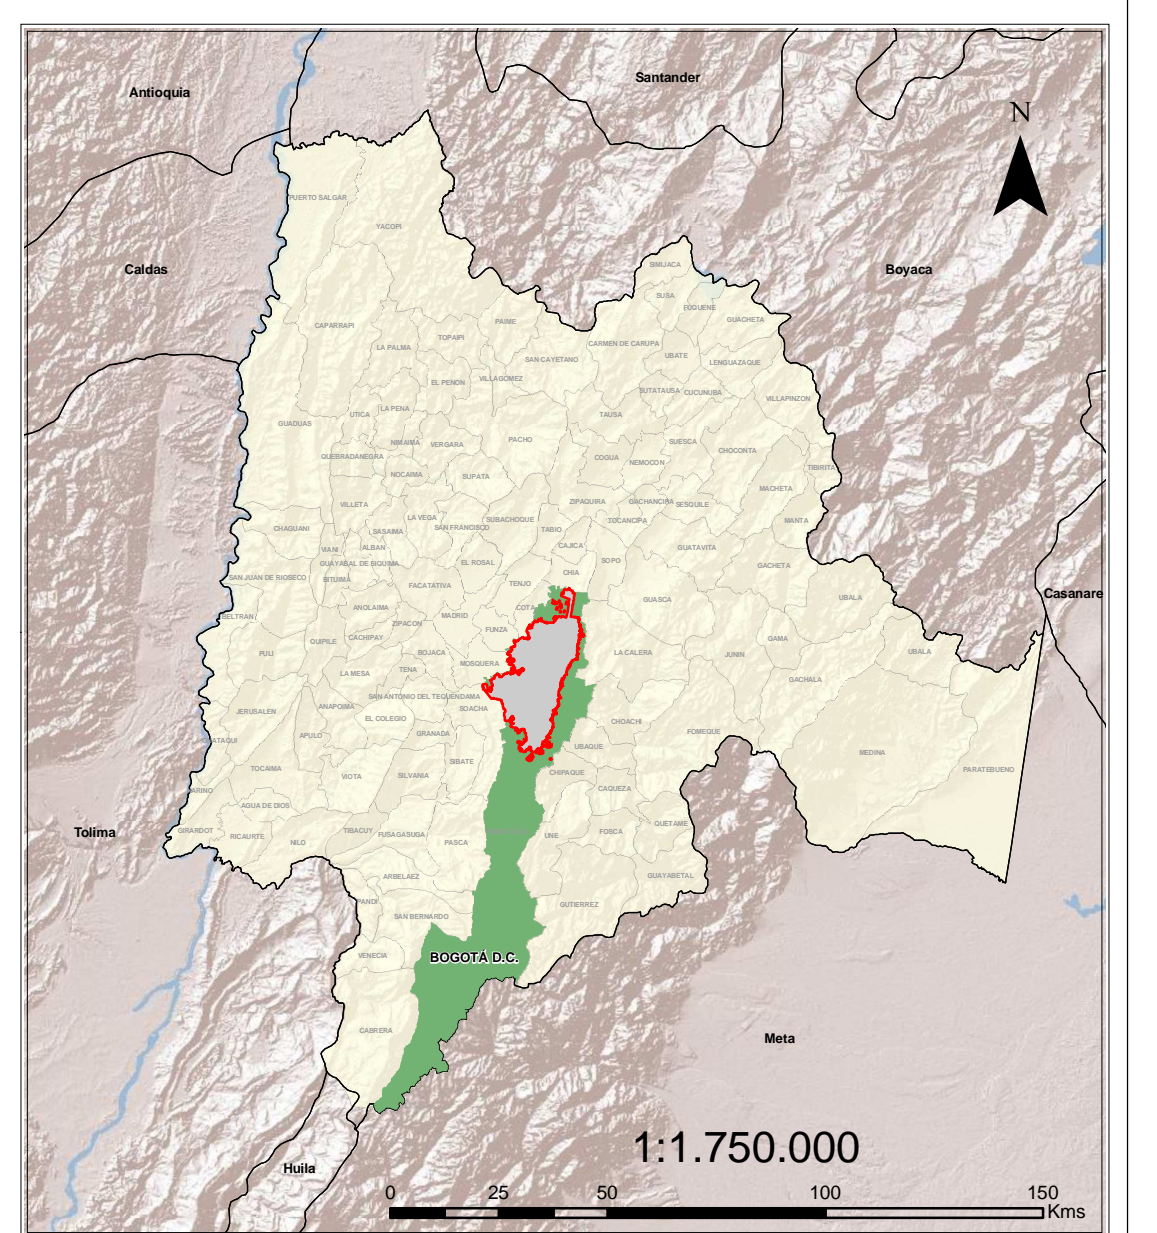 Santander
Antioquia
N
PUERTO SALGAR
YACOPI
SIMIJACA
Caldas
Boyaca
SUSA
FUQUENE
GUACHETA
PAIME
CAPARRAPI
TOPAIPI
CARMEN DE CARUPA
LA PALMA
UBATE
SAN CAYETANO
LENGUAZAQUE
VILLAGOMEZ
EL PENON
SUTATAUSA
CUCUNUBA
VILLAPINZON
LA PENA
UTICA
TAUSA
GUADUAS
PACHO
NIMAIMA
VERGARA
SUESCA
CHOCONTA
QUEBRADANEGRA
COGUA
NEMOCON
TIBIRITA
NOCAIMA
SUPATA
MACHETA
VILLETA
ZIPAQUIRA
GACHANCIPA
SESQUILE
LA VEGA
SUBACHOQUE
TOCANCIPA
MANTA
CHAGUANI
SASAIMA
SAN FRANCISCO
TABIO
VIANI
ALBAN
CAJICA
GUATAVITA
GUAYABAL DE SIQUIMA
EL ROSAL
SOPO
GACHETA
SAN JUAN DE RIOSECO
BITUIMA
CHIA
FACATATIVA
TENJO
Casanare
UBALA
GUASCA
ANOLAIMA
COTA
BELTRAN
MADRID
ZIPACON
FUNZA
QUIPILE
CACHIPAY
GAMA
PULI
BOJACA
LA CALERA
JUNIN
UBALA
MOSQUERA
LA MESA
TENA
GACHALA
SAN ANTONIO DEL TEQUENDAMA
JERUSALEN
ANAPOIMA
SOACHA
EL COLEGIO
CHOACHI
APULO
GRANADA
FOMEQUE
UBAQUE
MEDINA
SIBATE
TOCAIMA
VIOTA
SILVANIA
CHIPAQUE
PARATEBUENO
CAQUEZA
AGUA DE DIOS
Tolima
GIRARDOT
RICAURTE
TIBACUY
FUSAGASUGA
UNE
FOSCA
QUETAME
NILO
PASCA
ARBELAEZ
GUAYABETAL
PANDI
GUTIERREZ
SAN BERNARDO
VENECIA
BOGOTÁ D.C.
CABRERA
Meta
1:1.750.000
Huila
0 25 50 100 150
Kms